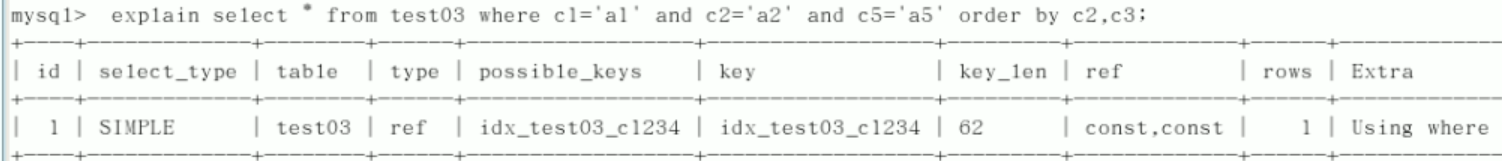 mysql>  explain select * from test03 where c1='a1' and c2='a2' and c5='a5' order by c2,c3;
| id | select_type | table | type | possible_keys | key | key_len | ref | rows | Extra
| 1 | SIMPLE | test03 | ref | idx_test03_c1234 | idx_test03_c1234 | 62 | const,const | 1 | Using where